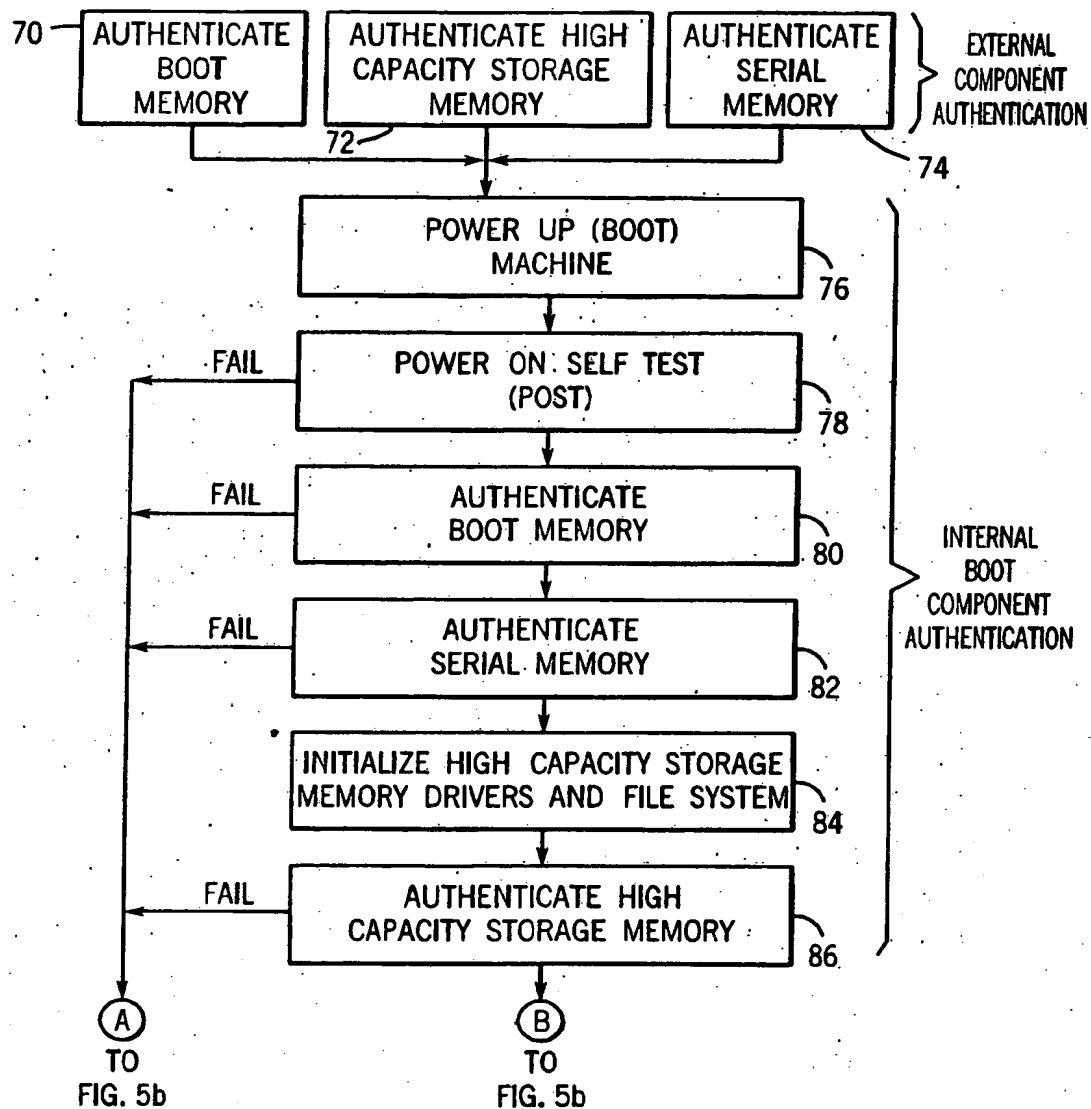 70
AUTHENTICATE
BOOT
MEMORY
AUTHENTICATE HIGH
CAPACITY STORAGE
MEMORY
72
AUTHENTICATE
SERIAL
MEMORY
74
EXTERNAL
COMPONENT
AUTHENTICATION
POWER UP (BOOT)
MACHINE
76
FAIL
POWER ON SELF TEST
(POST)
78
FAIL
AUTHENTICATE
BOOT MEMORY
80
FAIL
AUTHENTICATE
SERIAL MEMORY
82
INITIALIZE HIGH CAPACITY STORAGE
MEMORY DRIVERS AND FILE SYSTEM
84
FAIL
AUTHENTICATE HIGH
CAPACITY STORAGE MEMORY
86
INTERNAL
BOOT
COMPONENT
AUTHENTICATION
A
TO
FIG. 5b
B
TO
FIG. 5b